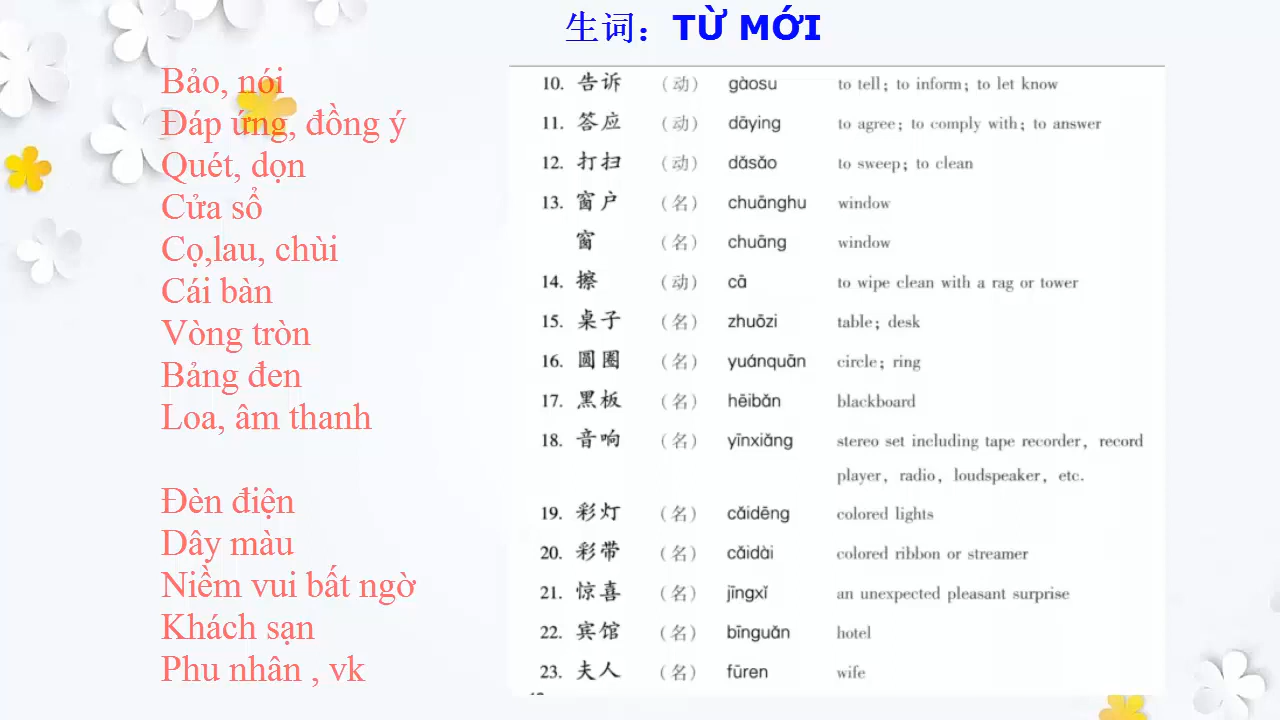 生词：TỪ MỚI
Bảo, nói
Đáp ứng, đồng ý
Quét, dọn
Cửa sổ
Cọ,lau, chùi
Cái bàn
Vòng tròn
Bảng đen
Loa, âm thanh
Đèn điện
Dây màu
Niềm vui bất ngờ
Khách sạn
Phu nhân , vk
10. 告诉 （动） gàosu to tell; to inform; to let know
11. 答应 （动） dāying to agree; to comply with; to answer
12. 打扫 （动） dǎsǎo to sweep; to clean
13. 窗户 （名） chuānghu window
窗 （名） chuāng window
14. 擦 （动） cā to wipe clean with a rag or tower
15. 桌子 （名） zhuōzi table; desk
16. 圆圈 （名） yuánquān circle; ring
17. 黑板 （名） hēibǎn blackboard
18. 音响 （名） yīnxiǎng stereo set including tape recorder, record
player, radio, loudspeaker, etc.
19. 彩灯 （名） cǎidēng colored lights
20. 彩带 （名） cǎidài colored ribbon or streamer
21. 惊喜 （名） jīngxǐ an unexpected pleasant surprise
22. 宾馆 （名） bīnguǎn hotel
23. 夫人 （名） fūren wife